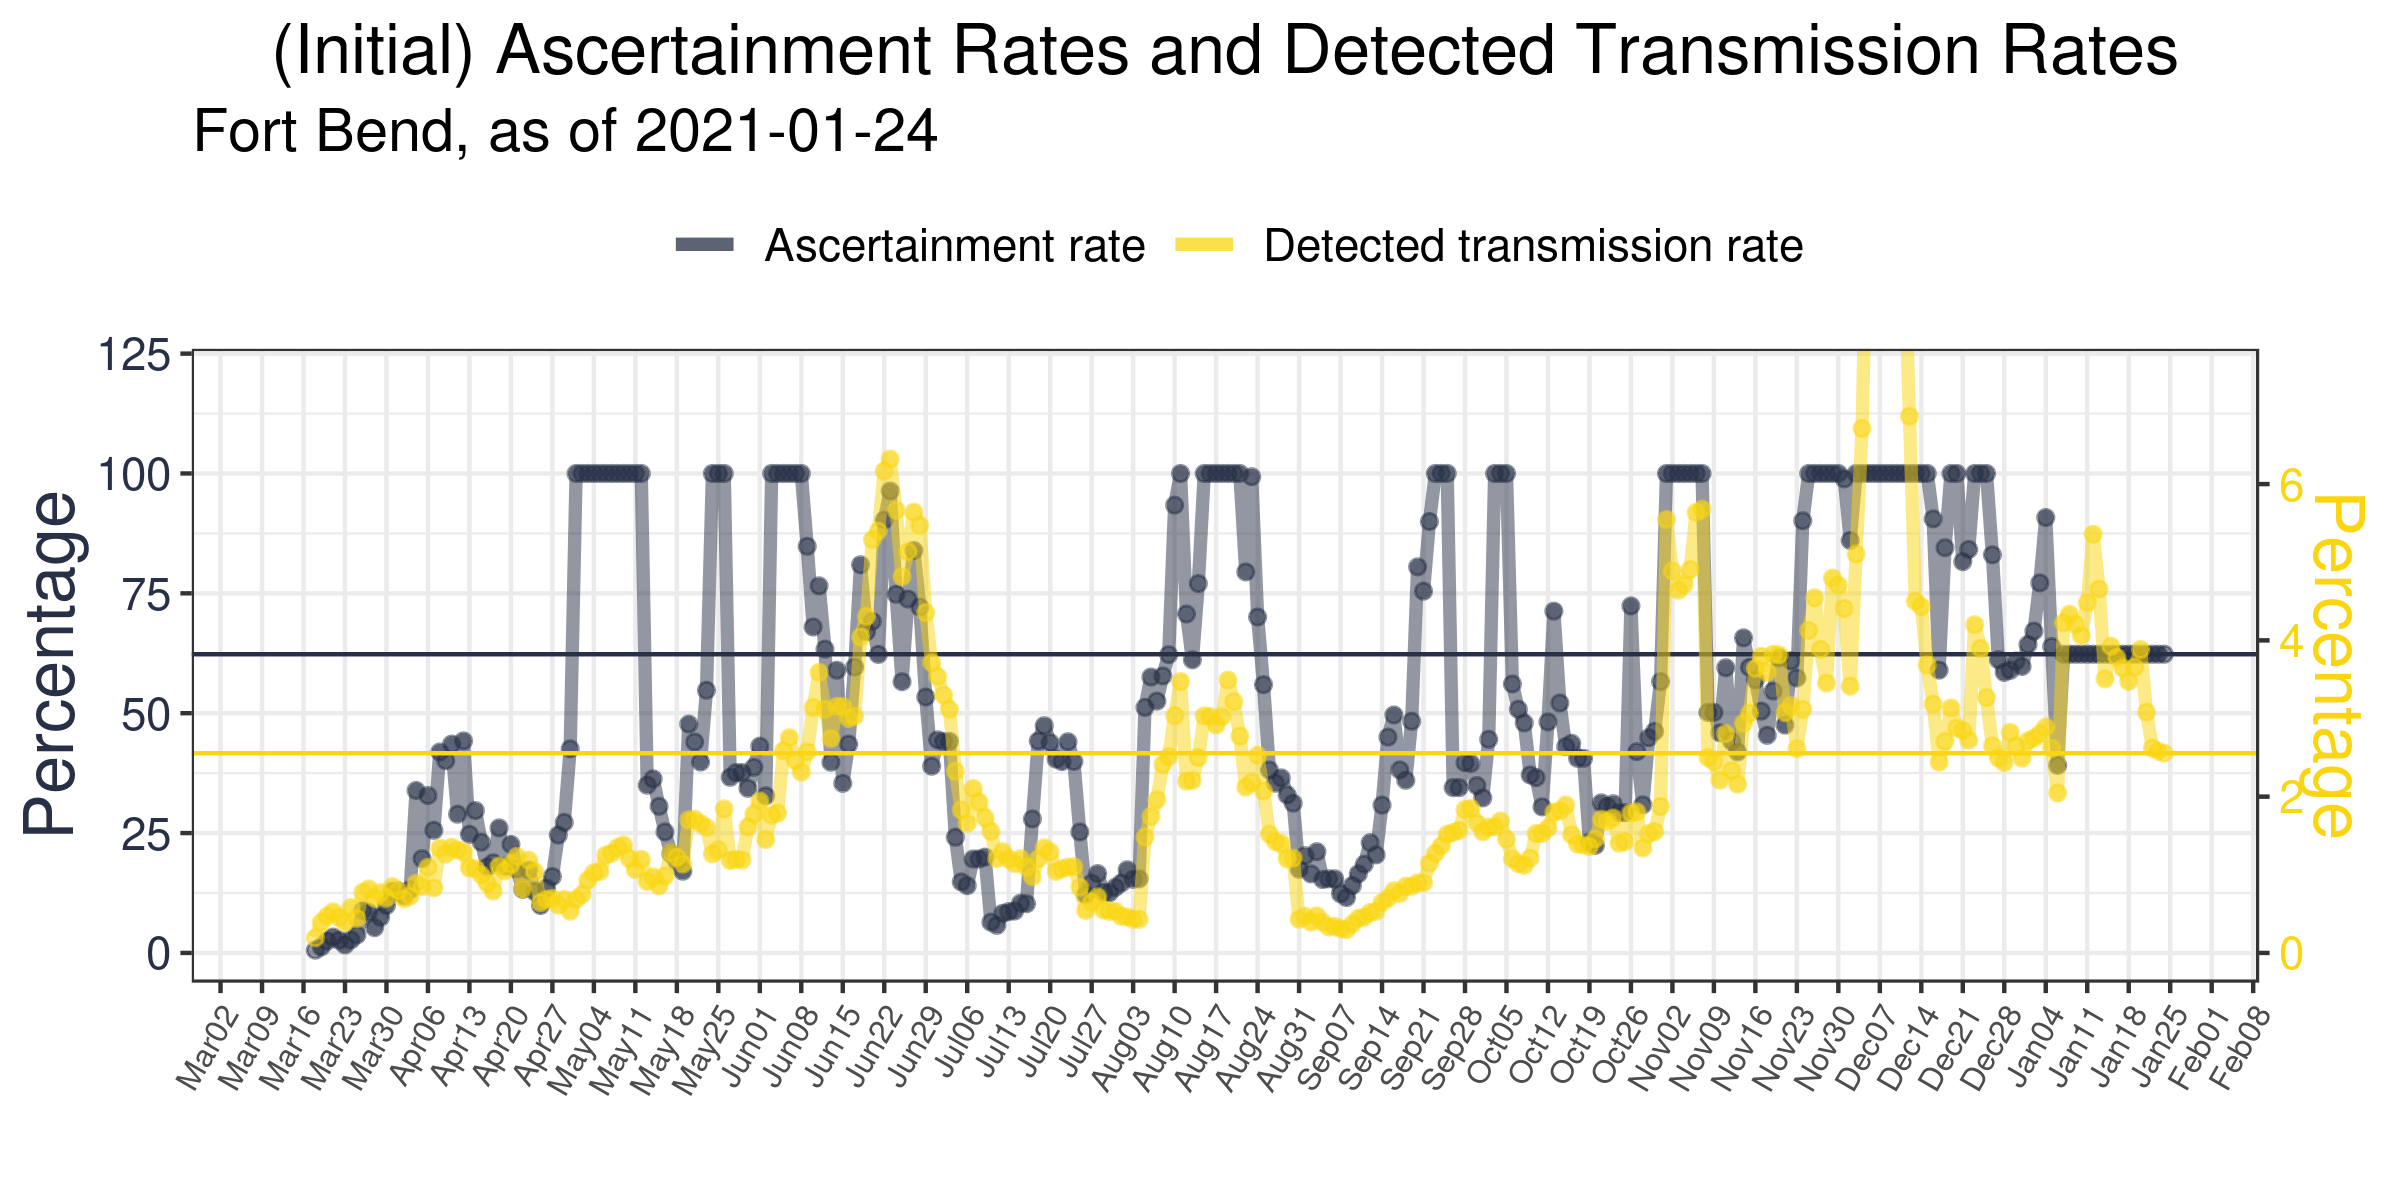 (Initial) Ascertainment Rates and Detected Transmission Rates
Fort Bend, as of 2021-01-24
Ascertainment rate
Detected transmission rate
Percentage
125
100
75
50
25
0
6
4
2
0
Percentage
Mar02
Mar09
Mar16
Mar23
Mar30
Apr06
Apr13
Apr20
Apr27
May04
May11
May18
May25
Jun01
Jun08
Jun15
Jun22
Jun29
Jul06
Jul13
Jul20
Jul27
Aug03
Aug10
Aug17
Aug24
Aug31
Sep07
Sep14
Sep21
Sep28
Oct05
Oct12
Oct19
Oct26
Nov02
Nov09
Nov16
Nov23
Nov30
Dec07
Dec14
Dec21
Dec28
Jan04
Jan11
Jan18
Jan25
Feb01
Feb08